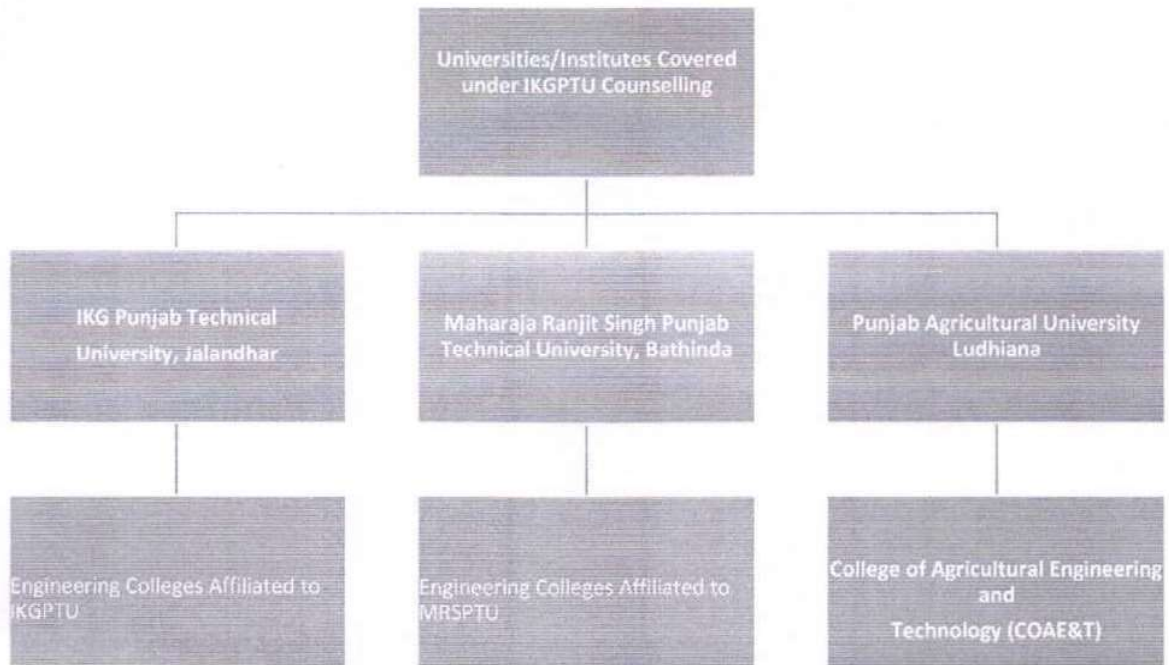 Universities/Institutes Covered
under IKGPTU Counselling
IKG Punjab Technical
University, Jalandhar
Maharaja Ranjit Singh Punjab
Technical University, Bathinda
Punjab Agricultural University
Ludhiana
Engineering Colleges Affiliated to
IKGPTU
Engineering Colleges Affiliated to
MRSPTU
College of Agricultural Engineering
and
Technology (COAE&T)